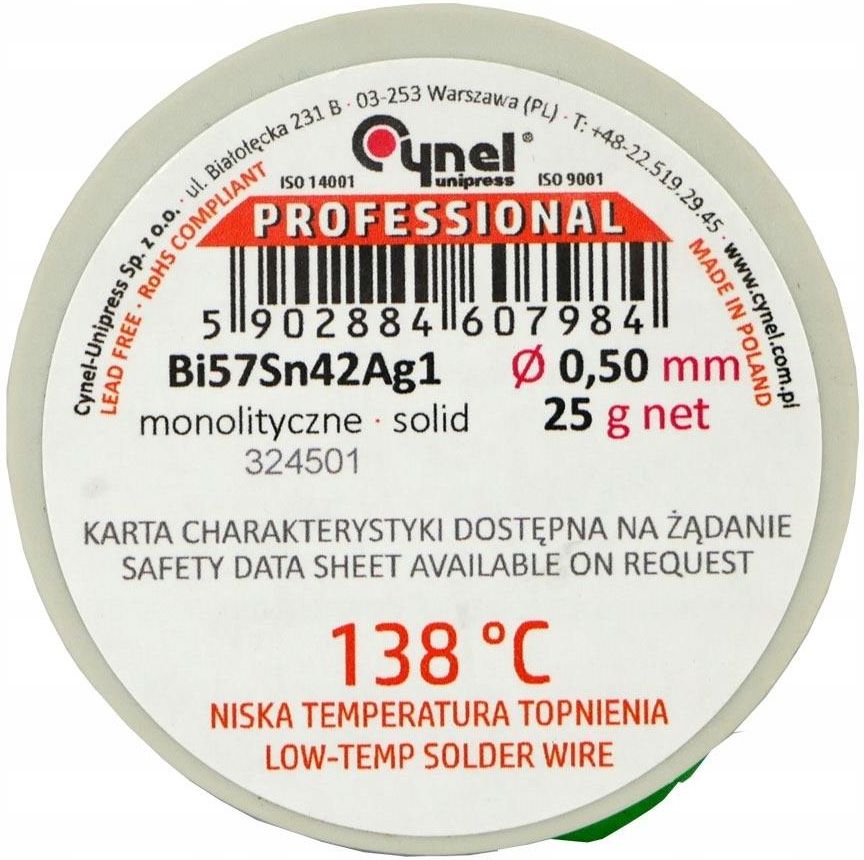 Cynel-Unipress Sp. z o.o. · ul. Białołęcka 231 B · 03-253 Warszawa (PL) · T: +48-22.519.29.45 · www.cynel.com.pl
LEAD FREE · RoHS COMPLIANT
Cynel®
unipress
ISO 14001
ISO 9001
MADE IN POLAND
PROFESSIONAL
5 902884 607984
Bi57Sn42Ag1 Ø 0,50 mm
monolityczne · solid 25 g net
324501
KARTA CHARAKTERYSTYKI DOSTĘPNA NA ŻĄDANIE
SAFETY DATA SHEET AVAILABLE ON REQUEST
138 °C
NISKA TEMPERATURA TOPNIENIA
LOW-TEMP SOLDER WIRE